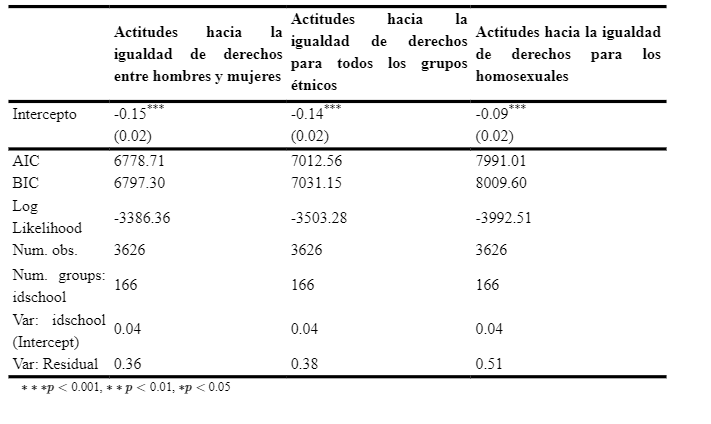 Actitudes hacia la igualdad de derechos entre hombres y mujeres
Actitudes hacia la igualdad de derechos para todos los grupos étnicos
Actitudes hacia la igualdad de derechos para los homosexuales
Intercepto -0.15*** -0.14*** -0.09***
(0.02) (0.02) (0.02)
AIC 6778.71 7012.56 7991.01
BIC 6797.30 7031.15 8009.60
Log Likelihood -3386.36 -3503.28 -3992.51
Num. obs. 3626 3626 3626
Num. groups: idschool 166 166 166
Var: idschool (Intercept) 0.04 0.04 0.04
Var: Residual 0.36 0.38 0.51
∗∗∗p < 0.001, ∗∗p < 0.01, ∗p < 0.05